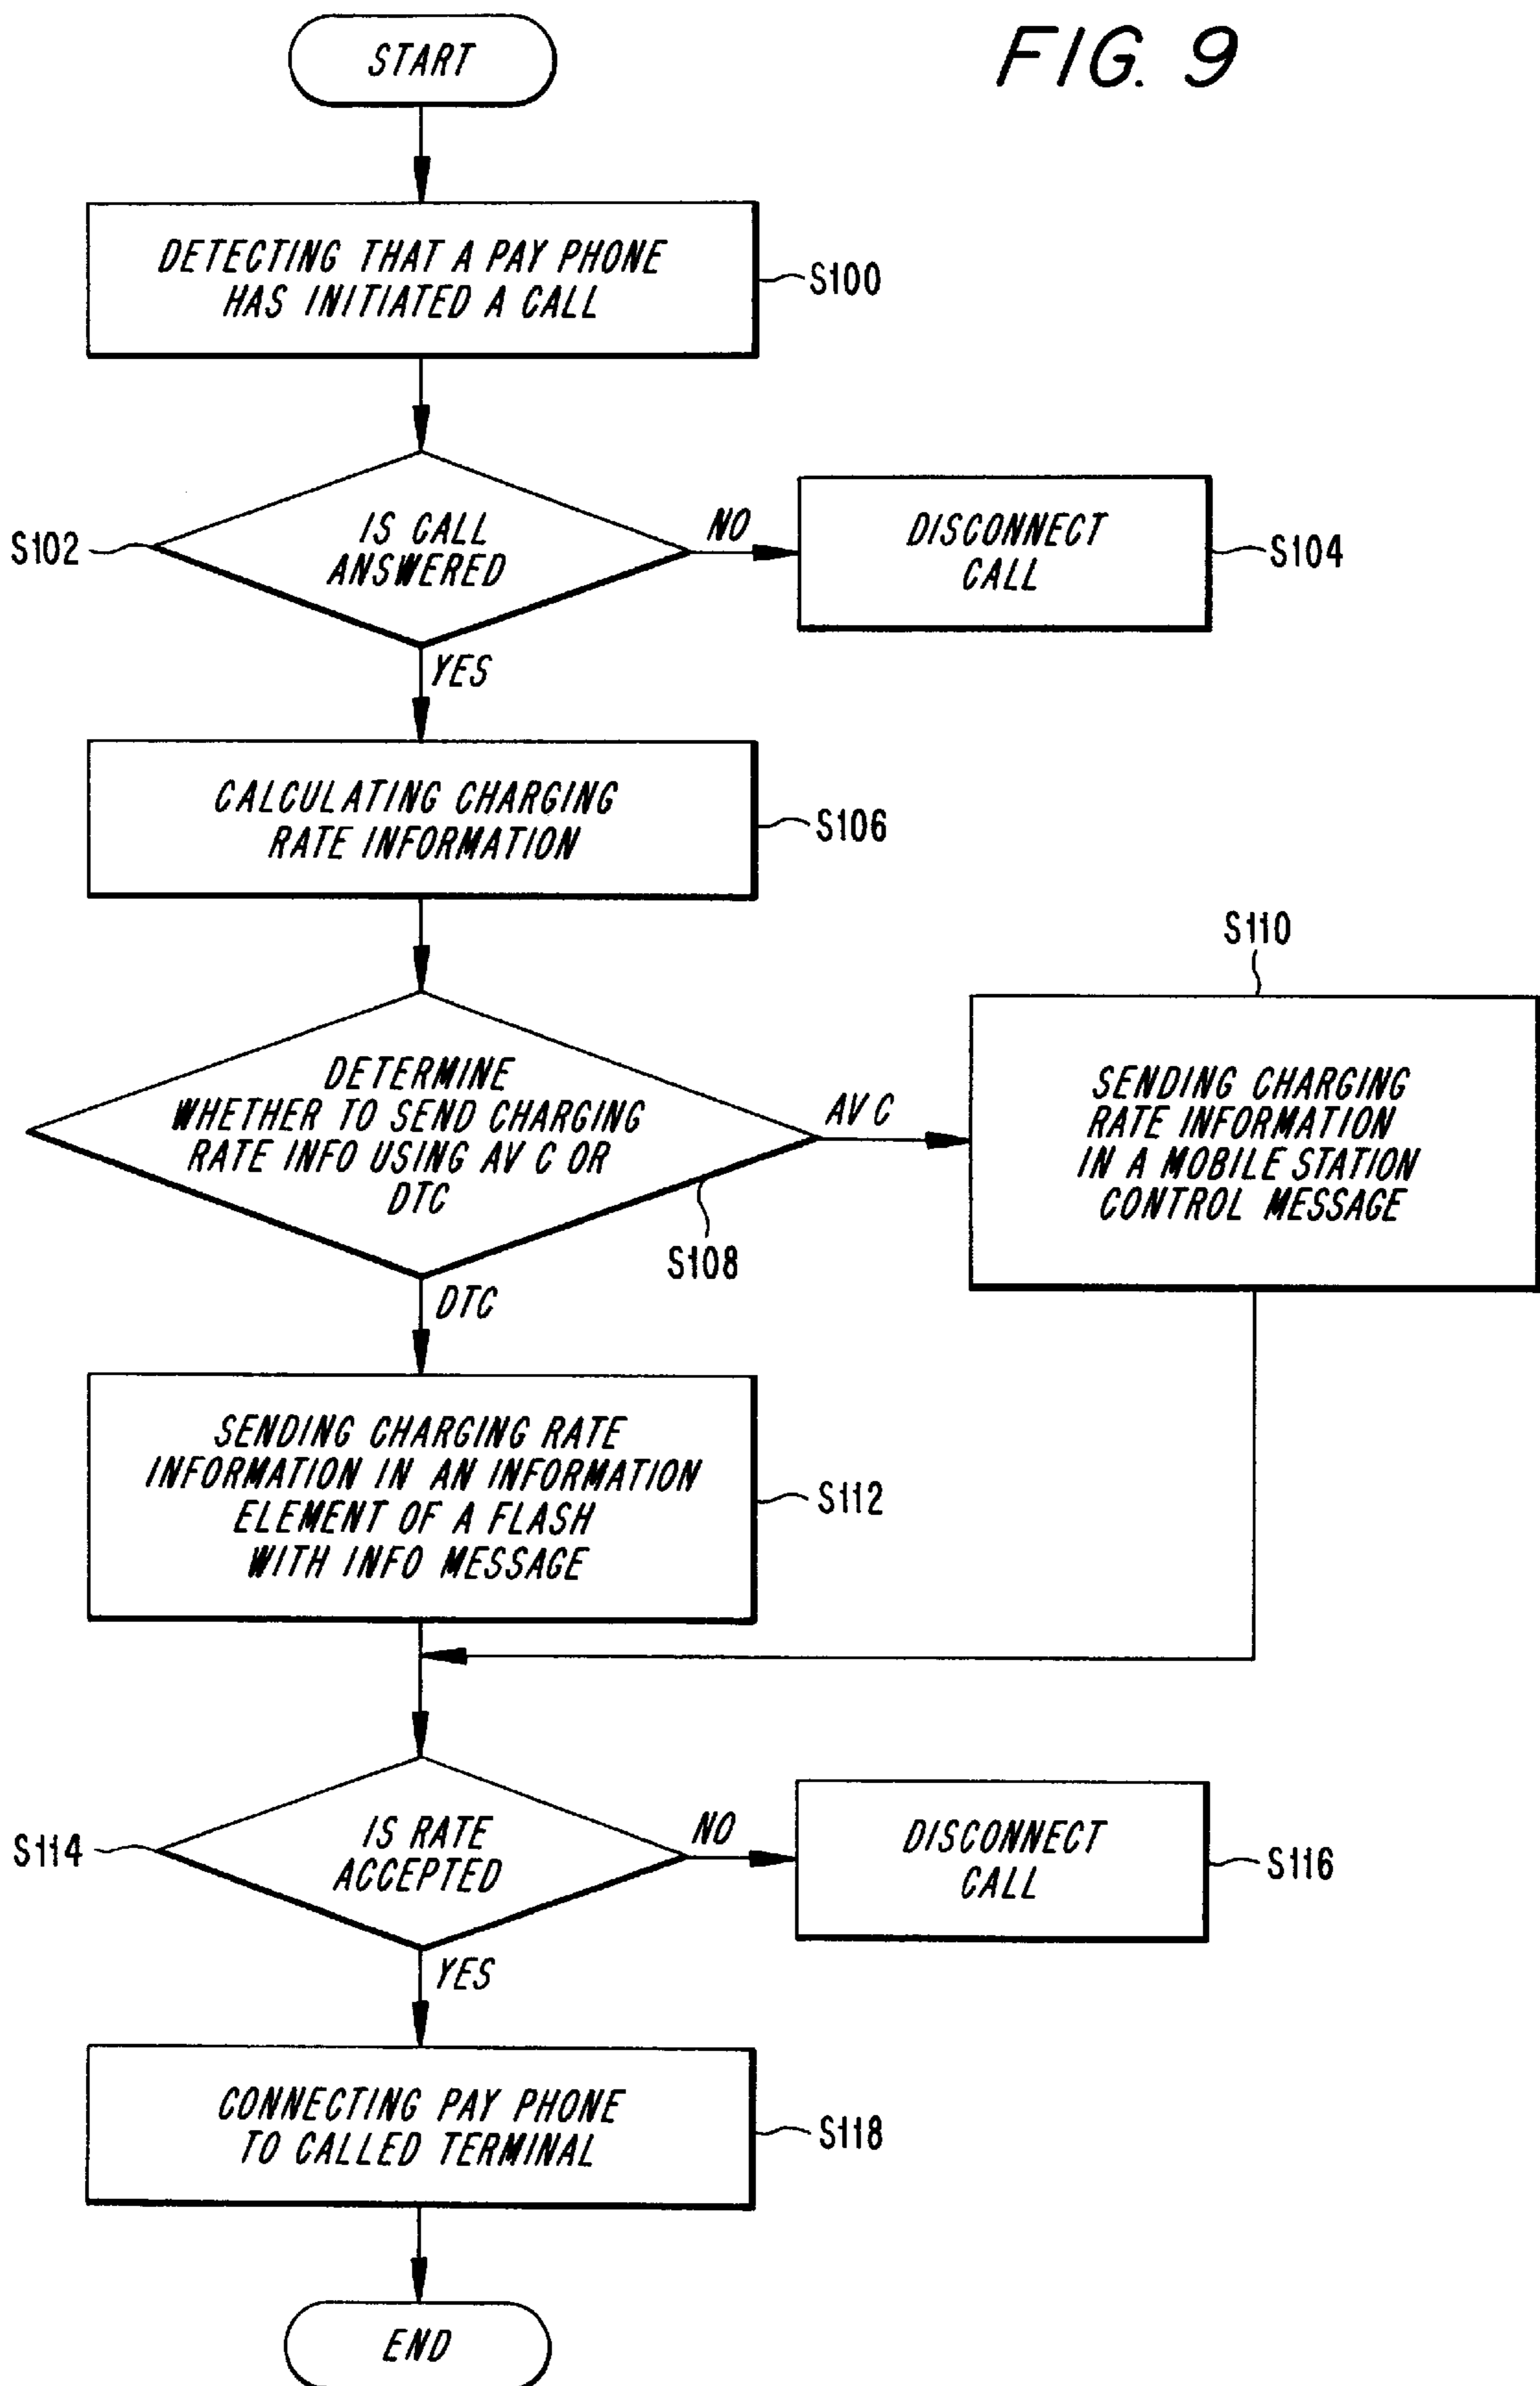 FIG. 9
START
DETECTING THAT A PAY PHONE
HAS INITIATED A CALL
S100
S102
IS CALL
ANSWERED
NO
DISCONNECT
CALL
S104
YES
CALCULATING CHARGING
RATE INFORMATION
S106
DETERMINE
WHETHER TO SEND CHARGING
RATE INFO USING AV C OR
DTC
S108
AV C
S110
SENDING CHARGING
RATE INFORMATION
IN A MOBILE STATION
CONTROL MESSAGE
DTC
SENDING CHARGING RATE
INFORMATION IN AN INFORMATION
ELEMENT OF A FLASH
WITH INFO MESSAGE
S112
S114
IS RATE
ACCEPTED
NO
DISCONNECT
CALL
S116
YES
CONNECTING PAY PHONE
TO CALLED TERMINAL
S118
END